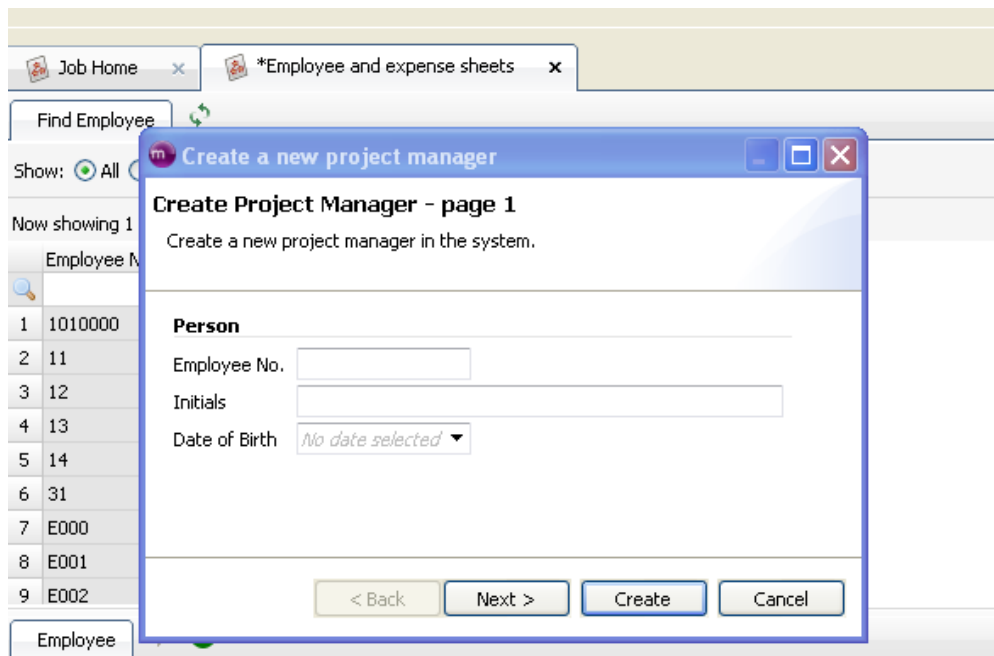 Job Home
*Employee and expense sheets
Find Employee
Create a new project manager
Show: All
Create Project Manager - page 1
Now showing 1
Create a new project manager in the system.
Employee N
1 1010000
Person
2 11
Employee No.
3 12
Initials
4 13
Date of Birth No date selected
5 14
6 31
7 E000
8 E001
9 E002
< Back Next > Create Cancel
Employee